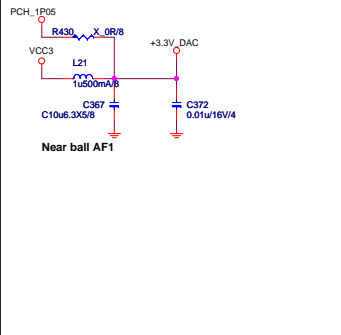 PCH_1P05
R430 X_0R/8
VCC3
+3.3V_DAC
L21
1u500mA/8
C367
C10u6.3X5/8
C372
0.01u/16V/4
Near ball AF1